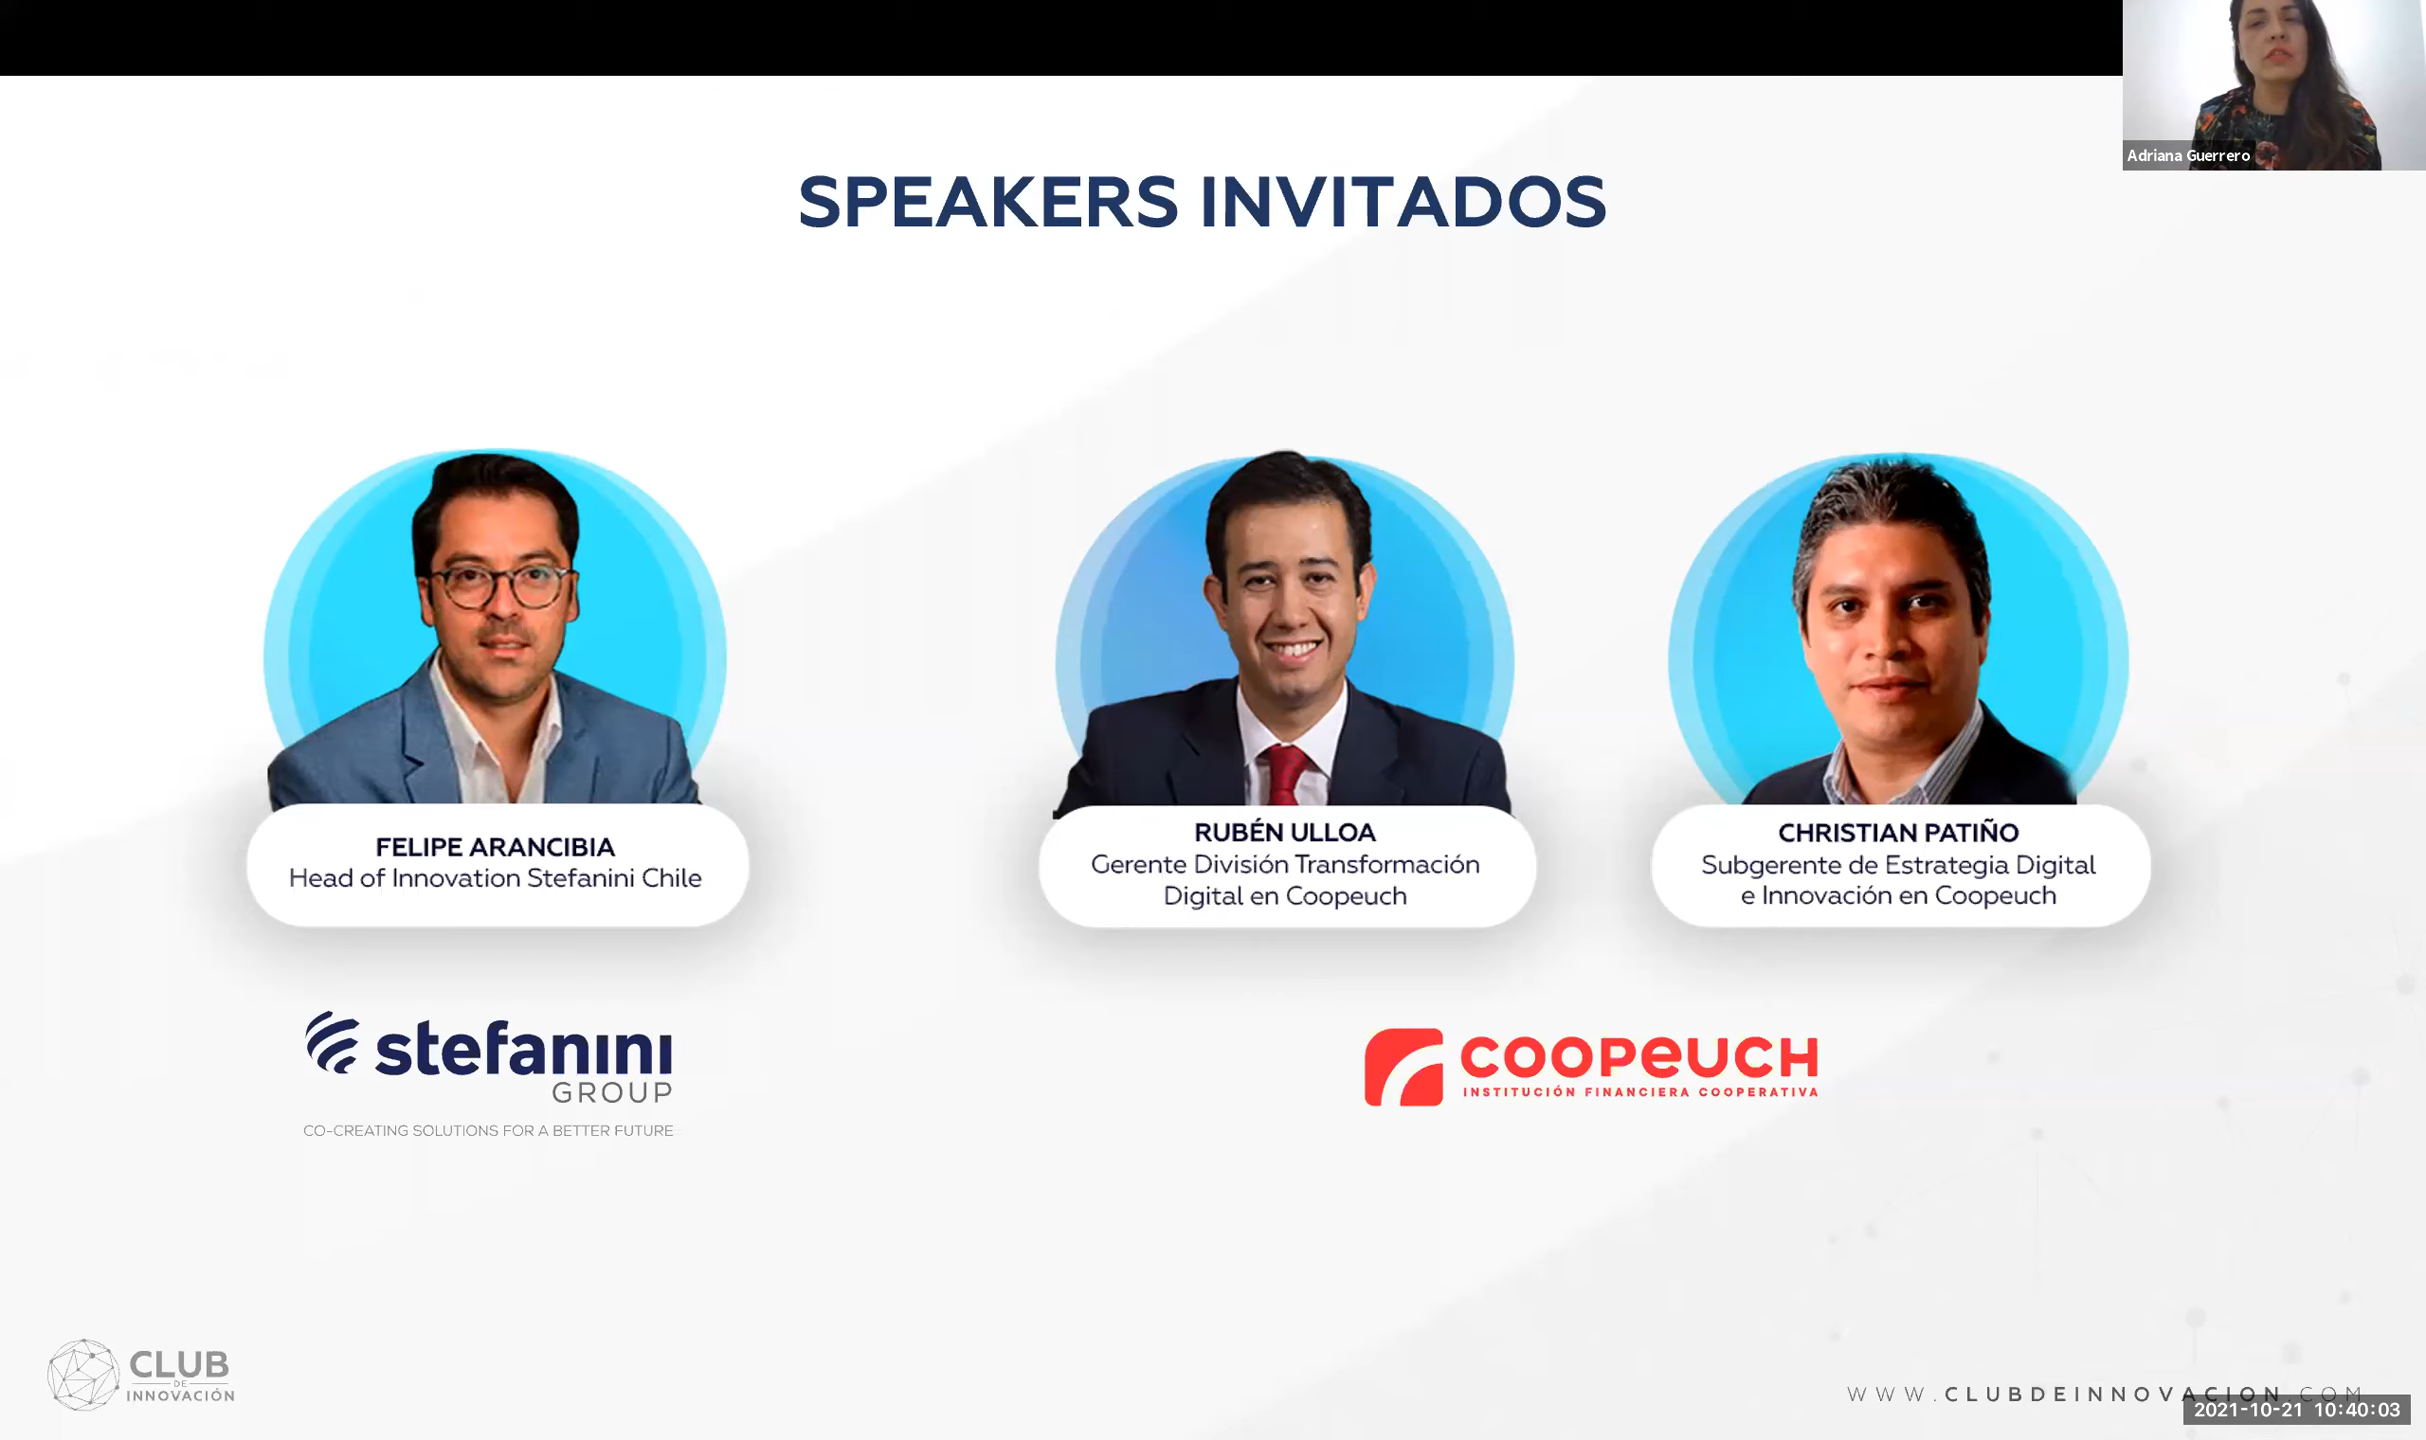 Adriana Guerrero
SPEAKERS INVITADOS
FELIPE ARANCIBIA
Head of Innovation Stefanini Chile
RUBÉN ULLOA
Gerente División Transformación
Digital en Coopeuch
CHRISTIAN PATIÑO
Subgerente de Estrategia Digital
e Innovación en Coopeuch
stefanini
GROUP
CO-CREATING SOLUTIONS FOR A BETTER FUTURE
COOPeUCH
INSTITUCIÓN FINANCIERA COOPERATIVA
CLUB
DE
INNOVACIÓN
WWW.CLUBDEINNOVACION.COM
2021-10-21 10:40:03